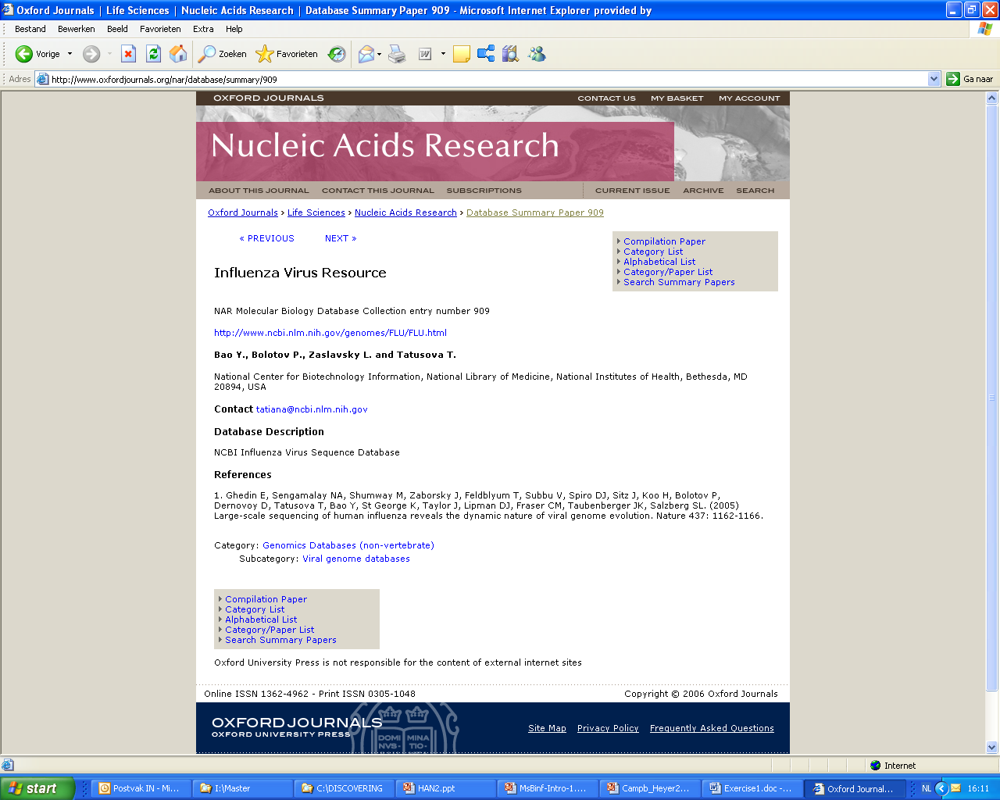 Oxford Journals | Life Sciences | Nucleic Acids Research | Database Summary Paper 909 - Microsoft Internet Explorer provided by
Bestand Bewerken Beeld Favorieten Extra Help
Vorige Zoeken Favorieten
Adres http://www.oxfordjournals.org/nar/database/summary/909 Ga naar
OXFORD JOURNALS CONTACT US MY BASKET MY ACCOUNT
Nucleic Acids Research
ABOUT THIS JOURNAL CONTACT THIS JOURNAL SUBSCRIPTIONS CURRENT ISSUE ARCHIVE SEARCH
Oxford Journals > Life Sciences > Nucleic Acids Research > Database Summary Paper 909
« PREVIOUS NEXT »
Compilation Paper
Category List
Alphabetical List
Category/Paper List
Search Summary Papers
Influenza Virus Resource
NAR Molecular Biology Database Collection entry number 909
http://www.ncbi.nlm.nih.gov/genomes/FLU/FLU.html
Bao Y., Bolotov P., Zaslavsky L. and Tatusova T.
National Center for Biotechnology Information, National Library of Medicine, National Institutes of Health, Bethesda, MD
20894, USA
Contact tatiana@ncbi.nlm.nih.gov
Database Description
NCBI Influenza Virus Sequence Database
References
1. Ghedin E, Sengamalay NA, Shumway M, Zaborsky J, Feldblyum T, Subbu V, Spiro DJ, Sitz J, Koo H, Bolotov P,
Dernovoy D, Tatusova T, Bao Y, St George K, Taylor J, Lipman DJ, Fraser CM, Taubenberger JK, Salzberg SL. (2005)
Large-scale sequencing of human influenza reveals the dynamic nature of viral genome evolution. Nature 437: 1162-1166.
Category: Genomics Databases (non-vertebrate)
Subcategory: Viral genome databases
Compilation Paper
Category List
Alphabetical List
Category/Paper List
Search Summary Papers
Oxford University Press is not responsible for the content of external internet sites
Online ISSN 1362-4962 - Print ISSN 0305-1048 Copyright © 2006 Oxford Journals
OXFORD JOURNALS
OXFORD UNIVERSITY PRESS
DOMI MINA
NVS- TIO-
Site Map Privacy Policy Frequently Asked Questions
Internet
start Postvak IN - Mi... I:\Master C:\DISCOVERING HAN2.ppt MsBinf-Intro-1.... Campb_Heyer2... Exercise1.doc -... Oxford Journal... NL 16:11